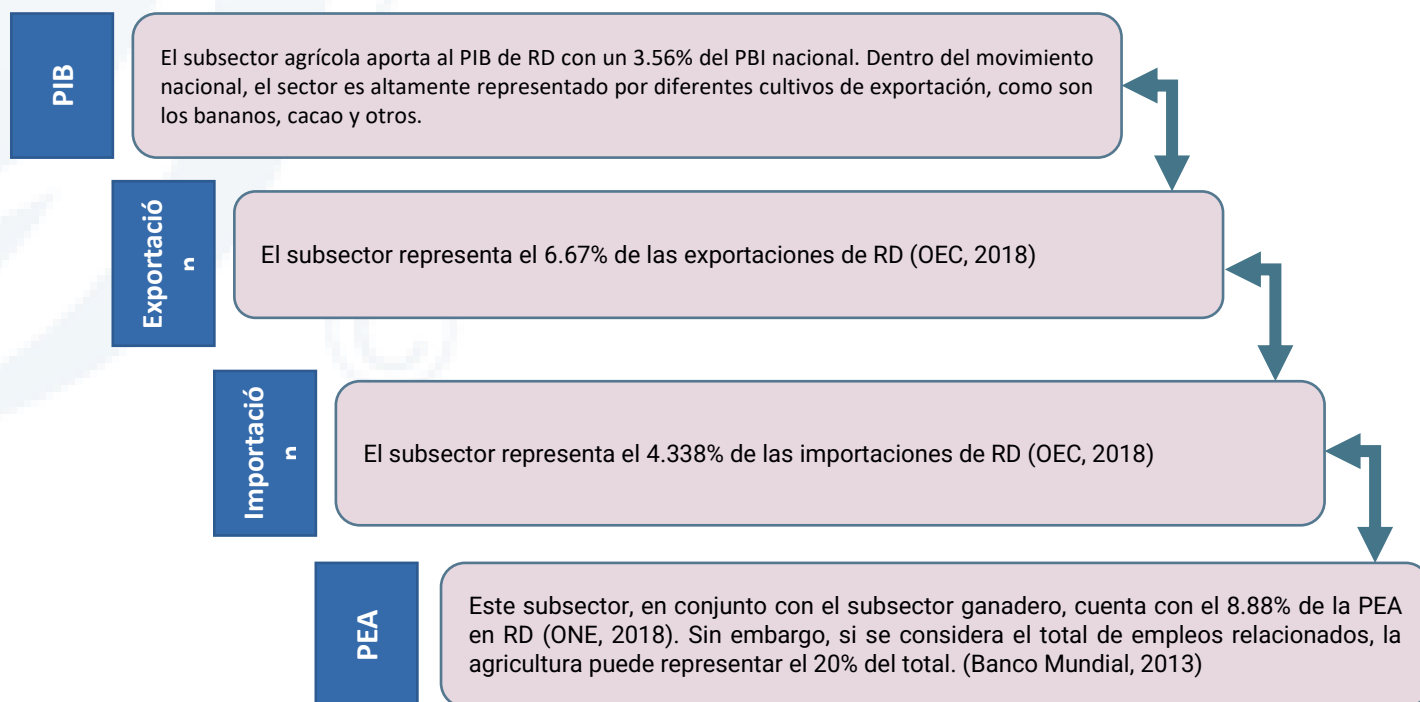 PIB
El subsector agrícola aporta al PIB de RD con un 3.56% del PBI nacional. Dentro del movimiento
nacional, el sector es altamente representado por diferentes cultivos de exportación, como son
los bananos, cacao y otros.
Exportació
n
El subsector representa el 6.67% de las exportaciones de RD (OEC, 2018)
Importació
n
El subsector representa el 4.338% de las importaciones de RD (OEC, 2018)
PEA
Este subsector, en conjunto con el subsector ganadero, cuenta con el 8.88% de la PEA
en RD (ONE, 2018). Sin embargo, si se considera el total de empleos relacionados, la
agricultura puede representar el 20% del total. (Banco Mundial, 2013)